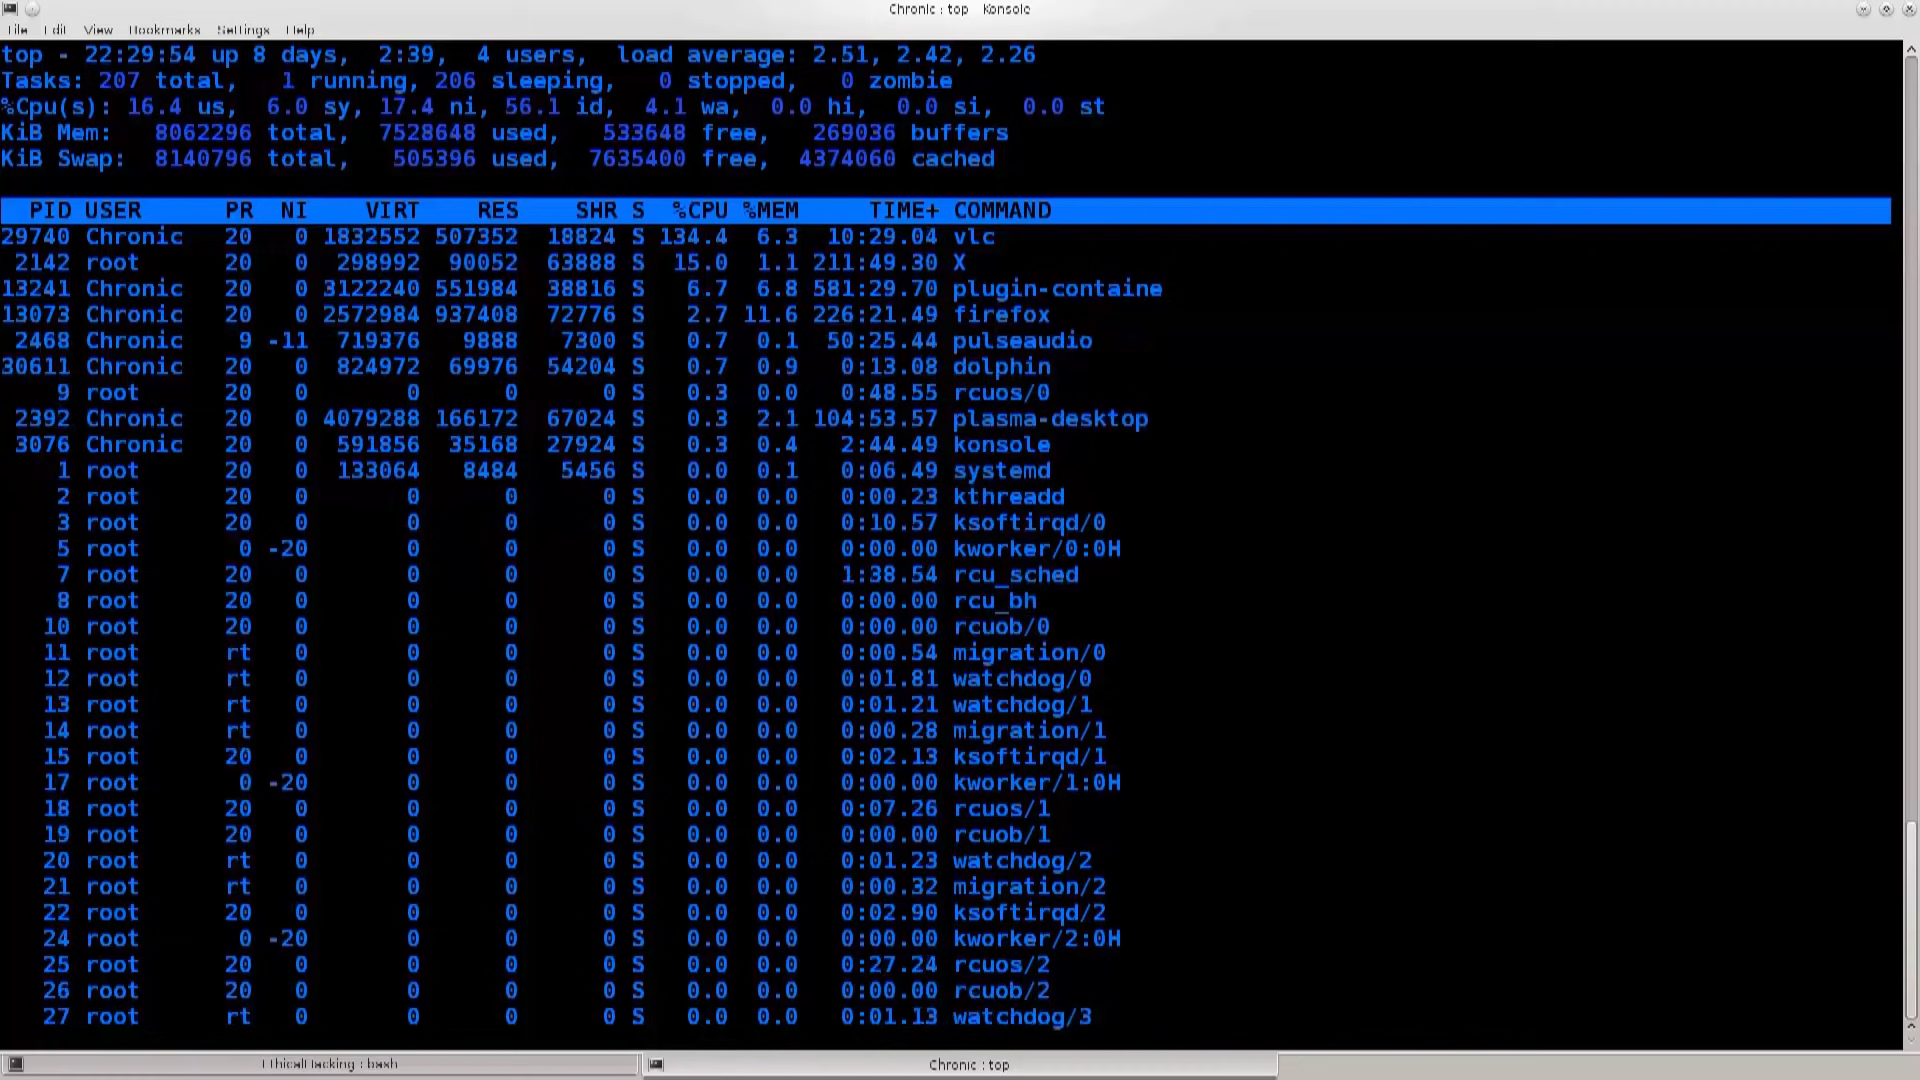 Chronic : top    Konsole
File Edit View Bookmarks Settings Help
top - 22:29:54 up 8 days,  2:39,  4 users,  load average: 2.51, 2.42, 2.26
Tasks: 207 total,   1 running, 206 sleeping,   0 stopped,   0 zombie
%Cpu(s): 16.4 us,  6.0 sy, 17.4 ni, 56.1 id,  4.1 wa,  0.0 hi,  0.0 si,  0.0 st
KiB Mem:   8062296 total,  7528648 used,   533648 free,   269036 buffers
KiB Swap:  8140796 total,   505396 used,  7635400 free,  4374060 cached
PID USER PR NI VIRT RES SHR S %CPU %MEM TIME+ COMMAND
29740 Chronic 20 0 1832552 507352 18824 S 134.4 6.3 10:29.04 vlc
2142 root 20 0 298992 90052 63888 S 15.0 1.1 211:49.30 X
13241 Chronic 20 0 3122240 551984 38816 S 6.7 6.8 581:29.70 plugin-containe
13073 Chronic 20 0 2572984 937408 72776 S 2.7 11.6 226:21.49 firefox
2468 Chronic 9 -11 719376 9888 7300 S 0.7 0.1 50:25.44 pulseaudio
30611 Chronic 20 0 824972 69976 54204 S 0.7 0.9 0:13.08 dolphin
9 root 20 0 0 0 0 S 0.3 0.0 0:48.55 rcuos/0
2392 Chronic 20 0 4079288 166172 67024 S 0.3 2.1 104:53.57 plasma-desktop
3076 Chronic 20 0 591856 35168 27924 S 0.3 0.4 2:44.49 konsole
1 root 20 0 133064 8484 5456 S 0.0 0.1 0:06.49 systemd
2 root 20 0 0 0 0 S 0.0 0.0 0:00.23 kthreadd
3 root 20 0 0 0 0 S 0.0 0.0 0:10.57 ksoftirqd/0
5 root 0 -20 0 0 0 S 0.0 0.0 0:00.00 kworker/0:0H
7 root 20 0 0 0 0 S 0.0 0.0 1:38.54 rcu_sched
8 root 20 0 0 0 0 S 0.0 0.0 0:00.00 rcu_bh
10 root 20 0 0 0 0 S 0.0 0.0 0:00.00 rcuob/0
11 root rt 0 0 0 0 S 0.0 0.0 0:00.54 migration/0
12 root rt 0 0 0 0 S 0.0 0.0 0:01.81 watchdog/0
13 root rt 0 0 0 0 S 0.0 0.0 0:01.21 watchdog/1
14 root rt 0 0 0 0 S 0.0 0.0 0:00.28 migration/1
15 root 20 0 0 0 0 S 0.0 0.0 0:02.13 ksoftirqd/1
17 root 0 -20 0 0 0 S 0.0 0.0 0:00.00 kworker/1:0H
18 root 20 0 0 0 0 S 0.0 0.0 0:07.26 rcuos/1
19 root 20 0 0 0 0 S 0.0 0.0 0:00.00 rcuob/1
20 root rt 0 0 0 0 S 0.0 0.0 0:01.23 watchdog/2
21 root rt 0 0 0 0 S 0.0 0.0 0:00.32 migration/2
22 root 20 0 0 0 0 S 0.0 0.0 0:02.90 ksoftirqd/2
24 root 0 -20 0 0 0 S 0.0 0.0 0:00.00 kworker/2:0H
25 root 20 0 0 0 0 S 0.0 0.0 0:27.24 rcuos/2
26 root 20 0 0 0 0 S 0.0 0.0 0:00.00 rcuob/2
27 root rt 0 0 0 0 S 0.0 0.0 0:01.13 watchdog/3
EthicalHacking : bash
Chronic : top